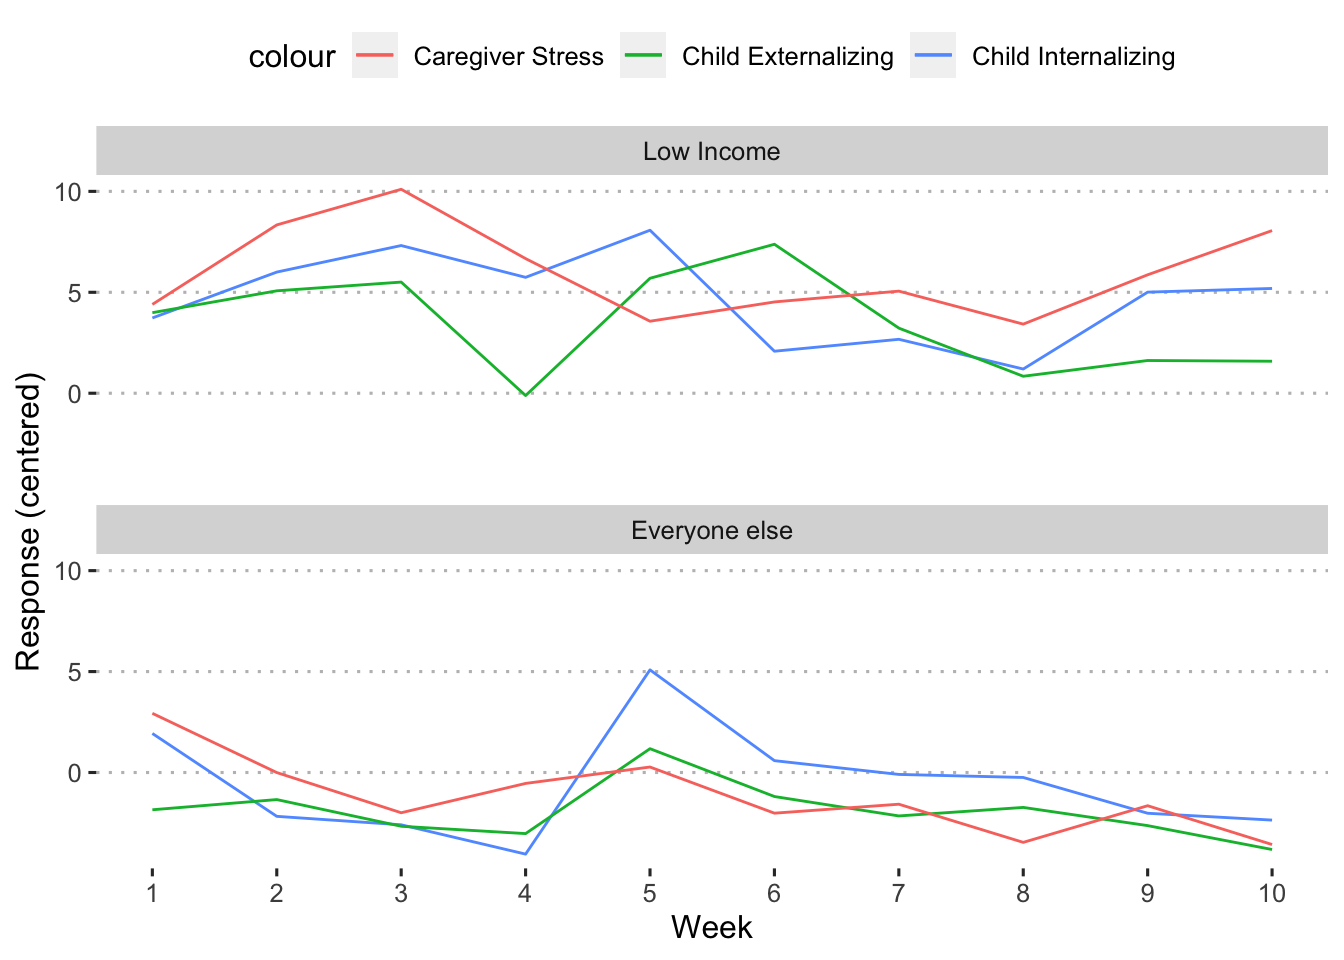 colour Caregiver Stress Child Externalizing Child Internalizing
Low Income
10
5
0
Response (centered)
Everyone else
10
5
0
1 2 3 4 5 6 7 8 9 10
Week